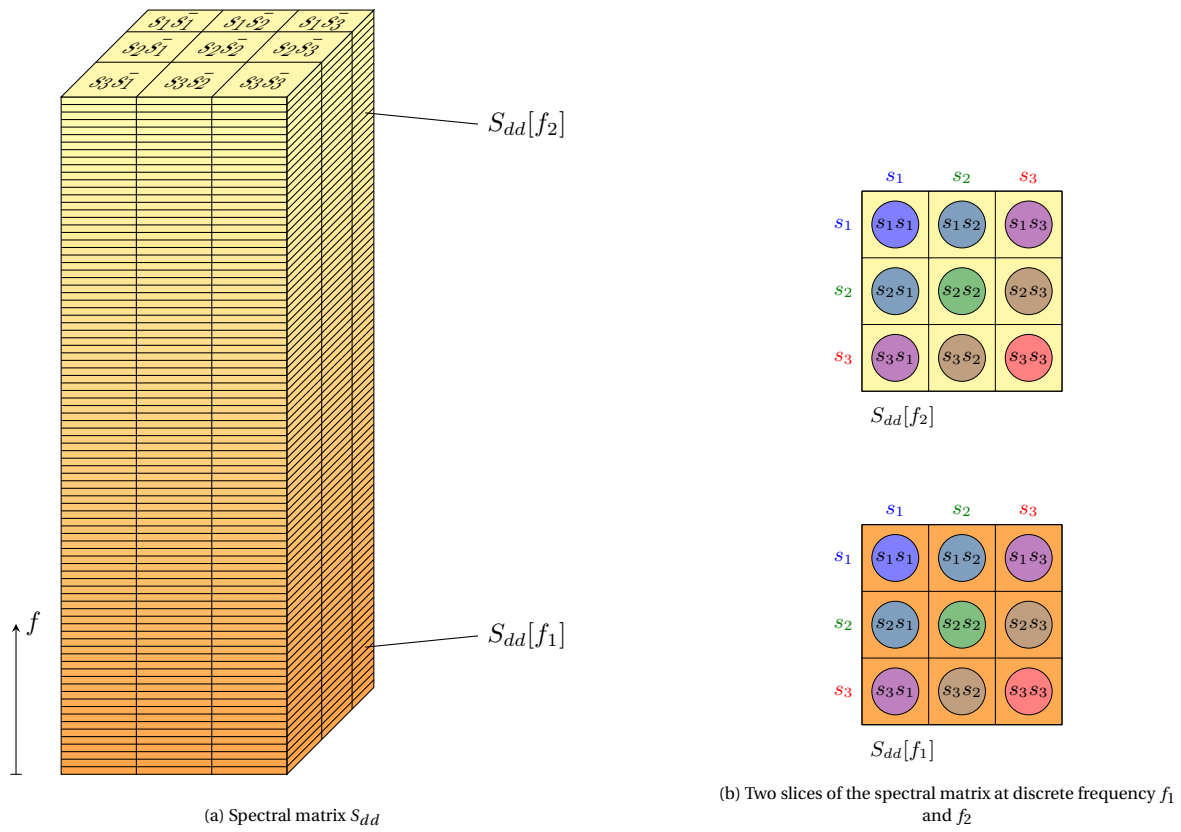 s₁s̄₁ s₁s̄₂ s₁s̄₃
s₂s̄₁ s₂s̄₂ s₂s̄₃
s₃s̄₁ s₃s̄₂ s₃s̄₃
S_dd[f₂]
S_dd[f₁]
f
(a) Spectral matrix S_dd
s₁ s₂ s₃
s₁ s₁s₁ s₁s₂ s₁s₃
s₂ s₂s₁ s₂s₂ s₂s₃
s₃ s₃s₁ s₃s₂ s₃s₃
S_dd[f₂]
s₁ s₂ s₃
s₁ s₁s₁ s₁s₂ s₁s₃
s₂ s₂s₁ s₂s₂ s₂s₃
s₃ s₃s₁ s₃s₂ s₃s₃
S_dd[f₁]
(b) Two slices of the spectral matrix at discrete frequency f₁
and f₂